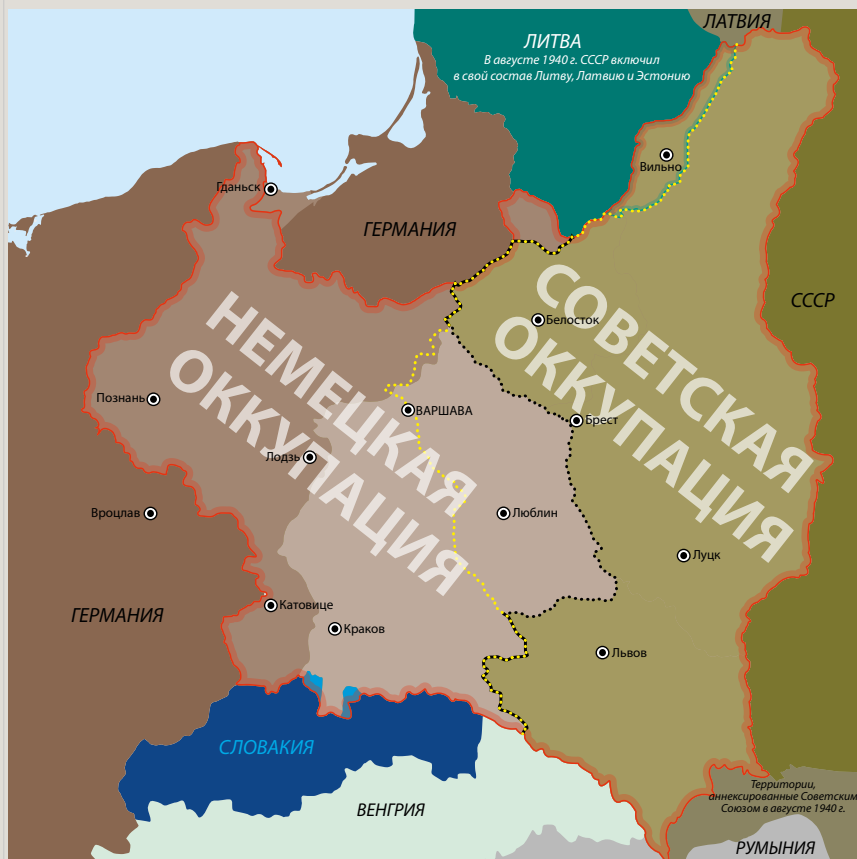 ЛАТВИЯ
ЛИТВА
В августе 1940 г. СССР включил
в свой состав Литву, Латвию и Эстонию
Вильно
Гданьск
ГЕРМАНИЯ
СССР
СОВЕТСКАЯ
ОККУПАЦИЯ
НЕМЕЦКАЯ
ОККУПАЦИЯ
Белосток
Познань
ВАРШАВА
Брест
Лодзь
Вроцлав
Люблин
Луцк
ГЕРМАНИЯ
Катовице
Краков
Львов
СЛОВАКИЯ
ВЕНГРИЯ
Территории,
аннексированные Советским
Союзом в августе 1940 г.
РУМЫНИЯ